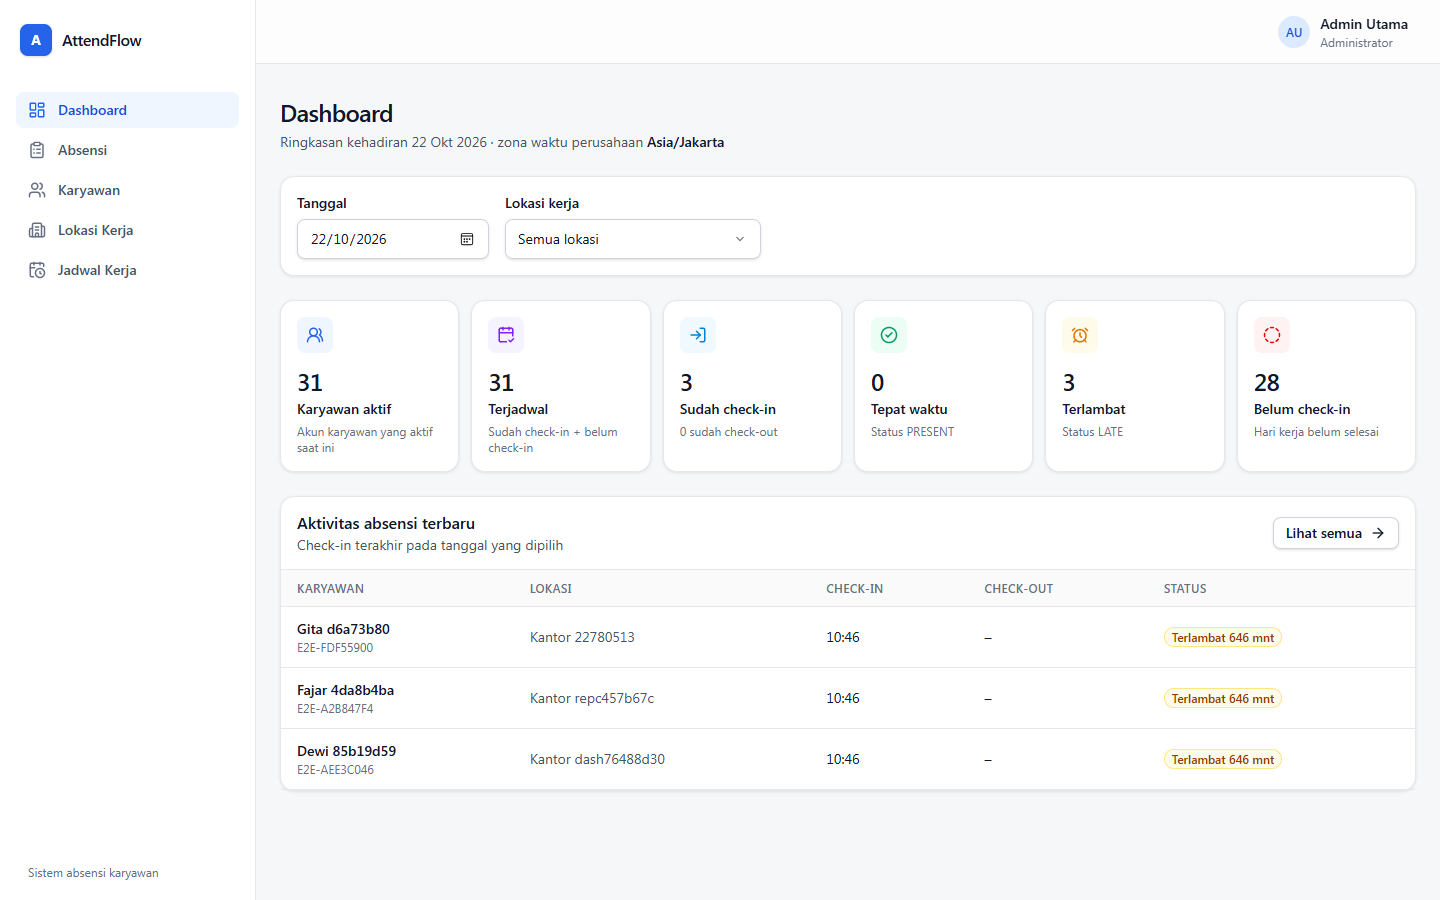 A AttendFlow
Admin Utama
AU
Administrator
Dashboard
Absensi
Karyawan
Lokasi Kerja
Jadwal Kerja
Sistem absensi karyawan
Dashboard
Ringkasan kehadiran 22 Okt 2026 · zona waktu perusahaan Asia/Jakarta
Tanggal
22/10/2026
Lokasi kerja
Semua lokasi
31
Karyawan aktif
Akun karyawan yang aktif
saat ini
31
Terjadwal
Sudah check-in + belum
check-in
3
Sudah check-in
0 sudah check-out
0
Tepat waktu
Status PRESENT
3
Terlambat
Status LATE
28
Belum check-in
Hari kerja belum selesai
Aktivitas absensi terbaru
Check-in terakhir pada tanggal yang dipilih
Lihat semua →
KARYAWAN LOKASI CHECK-IN CHECK-OUT STATUS
Gita d6a73b80
E2E-FDF55900
Kantor 22780513 10:46 – Terlambat 646 mnt
Fajar 4da8b4ba
E2E-A2B847F4
Kantor repc457b67c 10:46 – Terlambat 646 mnt
Dewi 85b19d59
E2E-AEE3C046
Kantor dash76488d30 10:46 – Terlambat 646 mnt